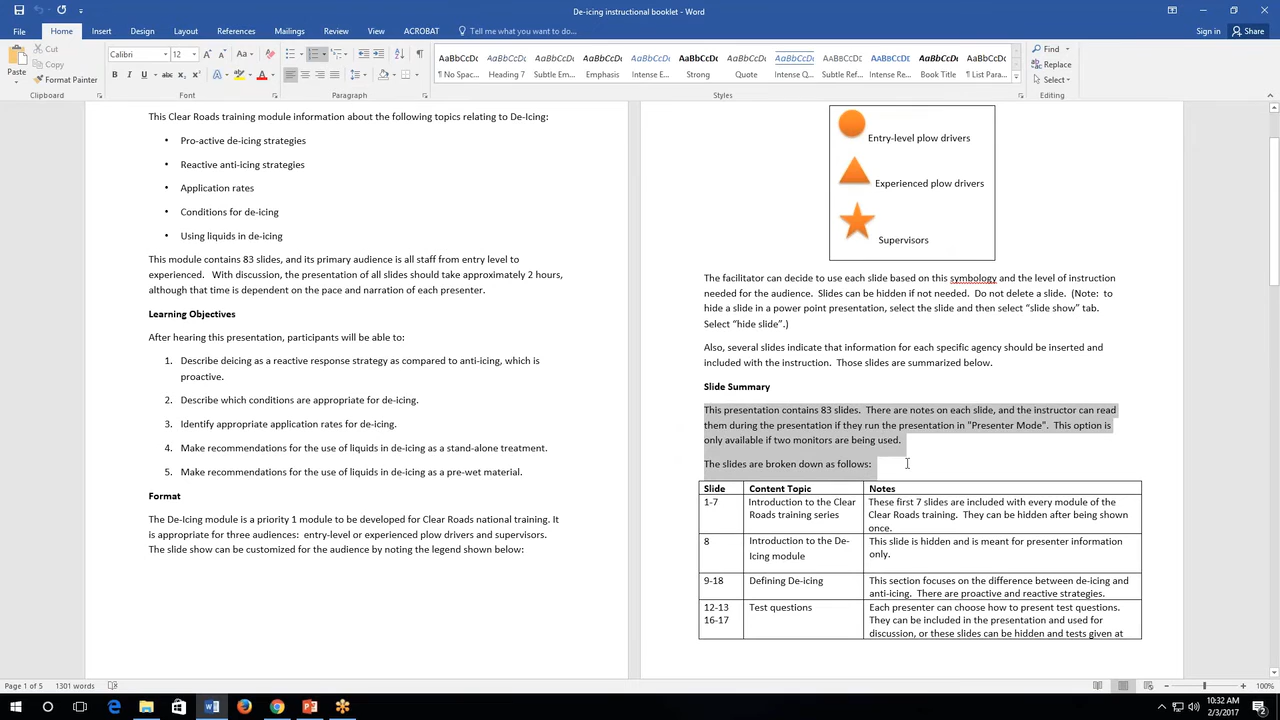 De-icing instructional booklet - Word
File Home Insert Design Layout References Mailings Review View ACROBAT Tell me what you want to do... Sign in Share
Cut
Copy
Paste
Format Painter
Calibri 12
AaBbCcDc AaBbCcDc AaBbCcDc AaBbCcDc AaBbCcDc AaBbCcDc AaBbCcDc AaBbCcDc AaBbCcDc AaBbCcDc AaBbCcDc AaBbCcDc
¶ No Spac... Heading 7 Subtle Em... Emphasis Intense E... Strong Quote Intense Q... Subtle Ref... Intense Re... Book Title ¶ List Para...
Find
Replace
Select
Clipboard Font Paragraph Styles Editing
This Clear Roads training module information about the following topics relating to De-Icing:
• Pro-active de-icing strategies
• Reactive anti-icing strategies
• Application rates
• Conditions for de-icing
• Using liquids in de-icing
This module contains 83 slides, and its primary audience is all staff from entry level to
experienced. With discussion, the presentation of all slides should take approximately 2 hours,
although that time is dependent on the pace and narration of each presenter.
Learning Objectives
After hearing this presentation, participants will be able to:
1. Describe deicing as a reactive response strategy as compared to anti-icing, which is
proactive.
2. Describe which conditions are appropriate for de-icing.
3. Identify appropriate application rates for de-icing.
4. Make recommendations for the use of liquids in de-icing as a stand-alone treatment.
5. Make recommendations for the use of liquids in de-icing as a pre-wet material.
Format
The De-Icing module is a priority 1 module to be developed for Clear Roads national training. It
is appropriate for three audiences: entry-level or experienced plow drivers and supervisors.
The slide show can be customized for the audience by noting the legend shown below:
Entry-level plow drivers
Experienced plow drivers
Supervisors
The facilitator can decide to use each slide based on this symbology and the level of instruction
needed for the audience. Slides can be hidden if not needed. Do not delete a slide. (Note: to
hide a slide in a power point presentation, select the slide and then select “slide show” tab.
Select “hide slide”.)
Also, several slides indicate that information for each specific agency should be inserted and
included with the instruction. Those slides are summarized below.
Slide Summary
This presentation contains 83 slides. There are notes on each slide, and the instructor can read
them during the presentation if they run the presentation in "Presenter Mode". This option is
only available if two monitors are being used.
The slides are broken down as follows:
Slide Content Topic Notes
1-7 Introduction to the Clear These first 7 slides are included with every module of the
Roads training series Clear Roads training. They can be hidden after being shown
once.
8 Introduction to the De- This slide is hidden and is meant for presenter information
Icing module only.
9-18 Defining De-icing This section focuses on the difference between de-icing and
anti-icing. There are proactive and reactive strategies.
12-13 Test questions Each presenter can choose how to present test questions.
16-17 They can be included in the presentation and used for
discussion, or these slides can be hidden and tests given at
Page 1 of 5 1301 words 100%
10:32 AM
2/3/2017